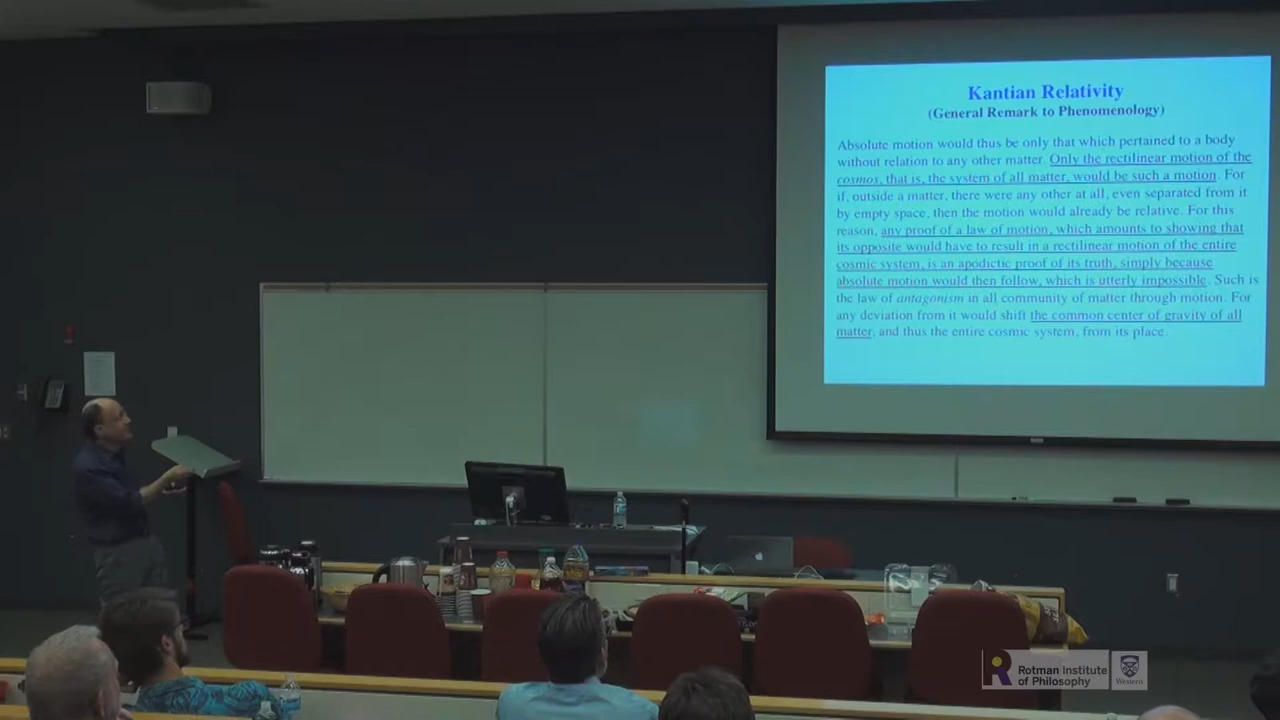 Kantian Relativity
(General Remark to Phenomenology)
Absolute motion would thus be only that which pertained to a body
without relation to any other matter. Only the rectilinear motion of the
cosmos, that is, the system of all matter, would be such a motion. For
if, outside a matter, there were any other at all, even separated from it
by empty space, then the motion would already be relative. For this
reason, any proof of a law of motion, which amounts to showing that
its opposite would have to result in a rectilinear motion of the entire
cosmic system, is an apodictic proof of its truth, simply because
absolute motion would then follow, which is utterly impossible. Such is
the law of antagonism in all community of matter through motion. For
any deviation from it would shift the common center of gravity of all
matter, and thus the entire cosmic system, from its place.
R
Rotman Institute
of Philosophy
Western